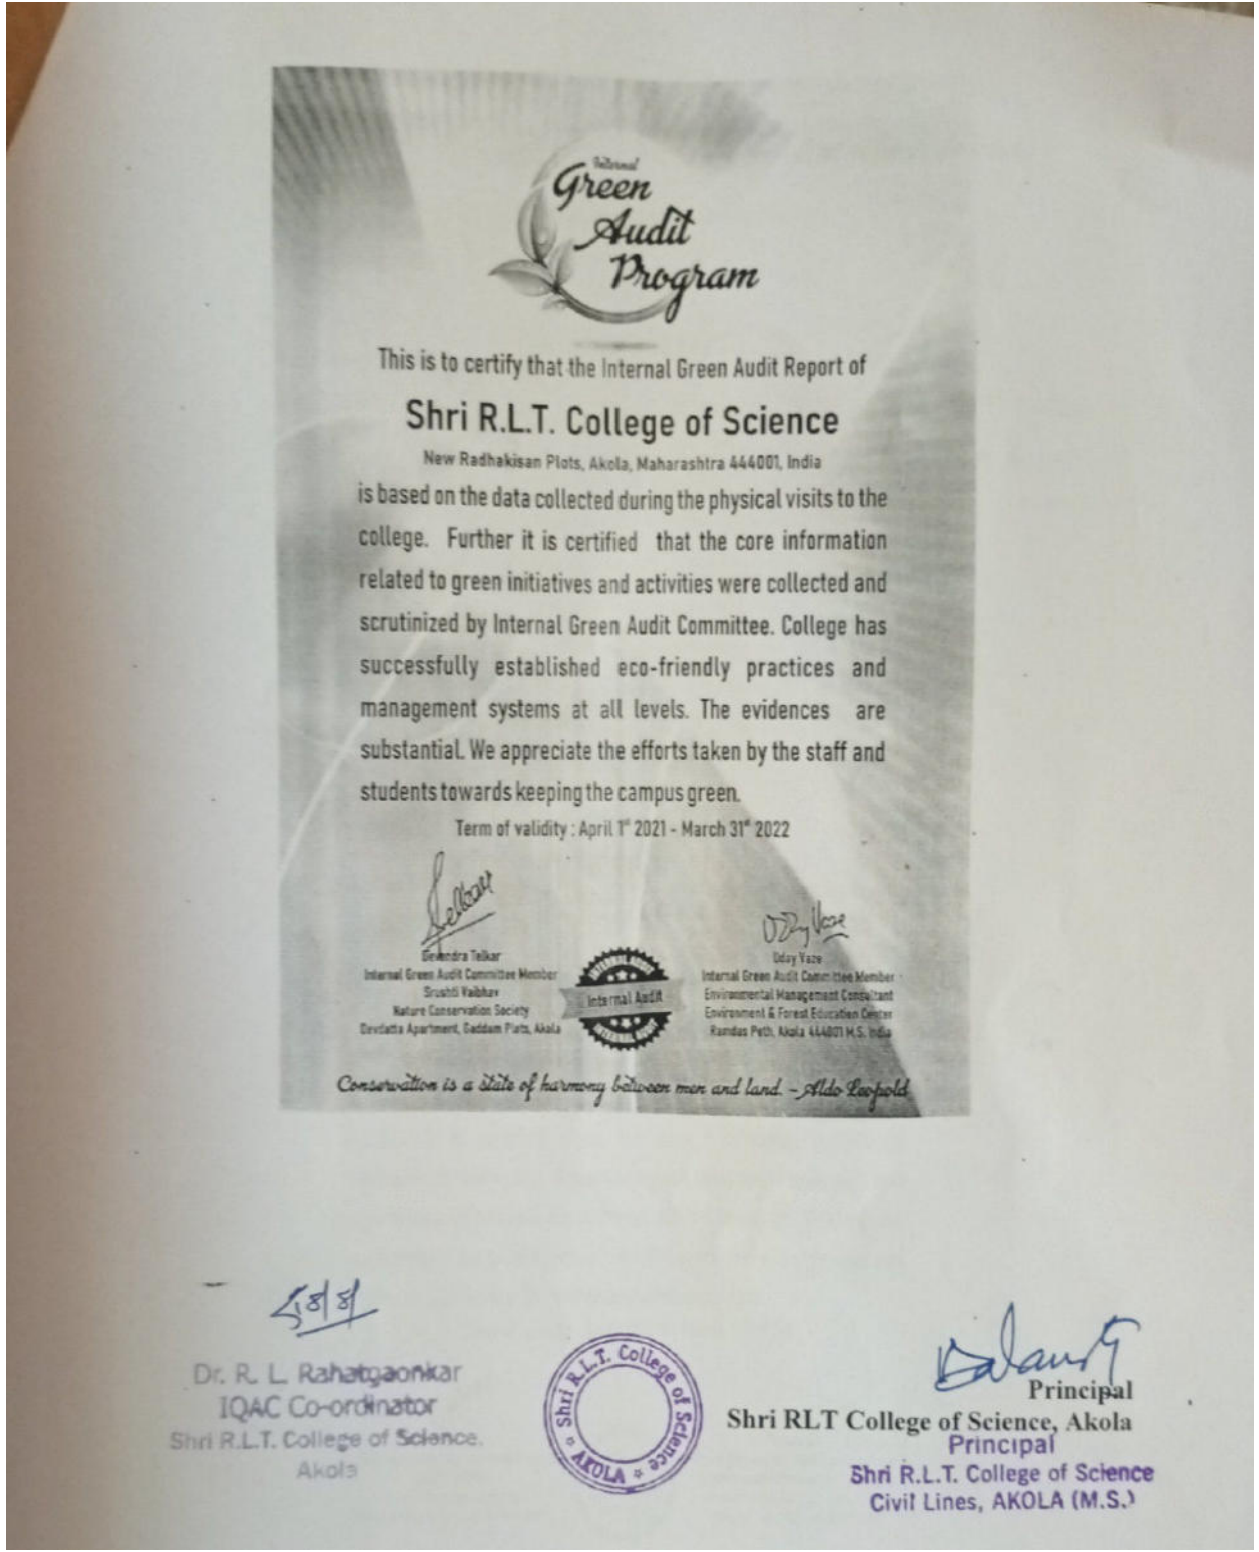 Internal
Green
Audit
Program
This is to certify that the Internal Green Audit Report of
Shri R.L.T. College of Science
New Radhakisan Plots, Akola, Maharashtra 444001, India
is based on the data collected during the physical visits to the
college. Further it is certified that the core information
related to green initiatives and activities were collected and
scrutinized by Internal Green Audit Committee. College has
successfully established eco-friendly practices and
management systems at all levels. The evidences are
substantial. We appreciate the efforts taken by the staff and
students towards keeping the campus green.
Term of validity : April 1st 2021 - March 31st 2022
Telkar
Uday Vaze
Telkar
Internal Green Audit Committee Member
Srushti Vaibhav
Nature Conservation Society
Devdatta Apartment, Gaddam Plots, Akola
Internal Audit
Uday Vaze
Internal Green Audit Committee Member
Environmental Management Consultant
Environment & Forest Education Center
Ramdas Peth, Akola 444001 M.S. India
Conservation is a state of harmony between men and land. - Aldo Leopold
Dr. R. L. Rahatgaonkar
IQAC Co-ordinator
Shri R.L.T. College of Science.
Akola
Shri R.L.T. College of Science
* AKOLA *
Principal
Shri RLT College of Science, Akola
Principal
Shri R.L.T. College of Science
Civil Lines, AKOLA (M.S.)